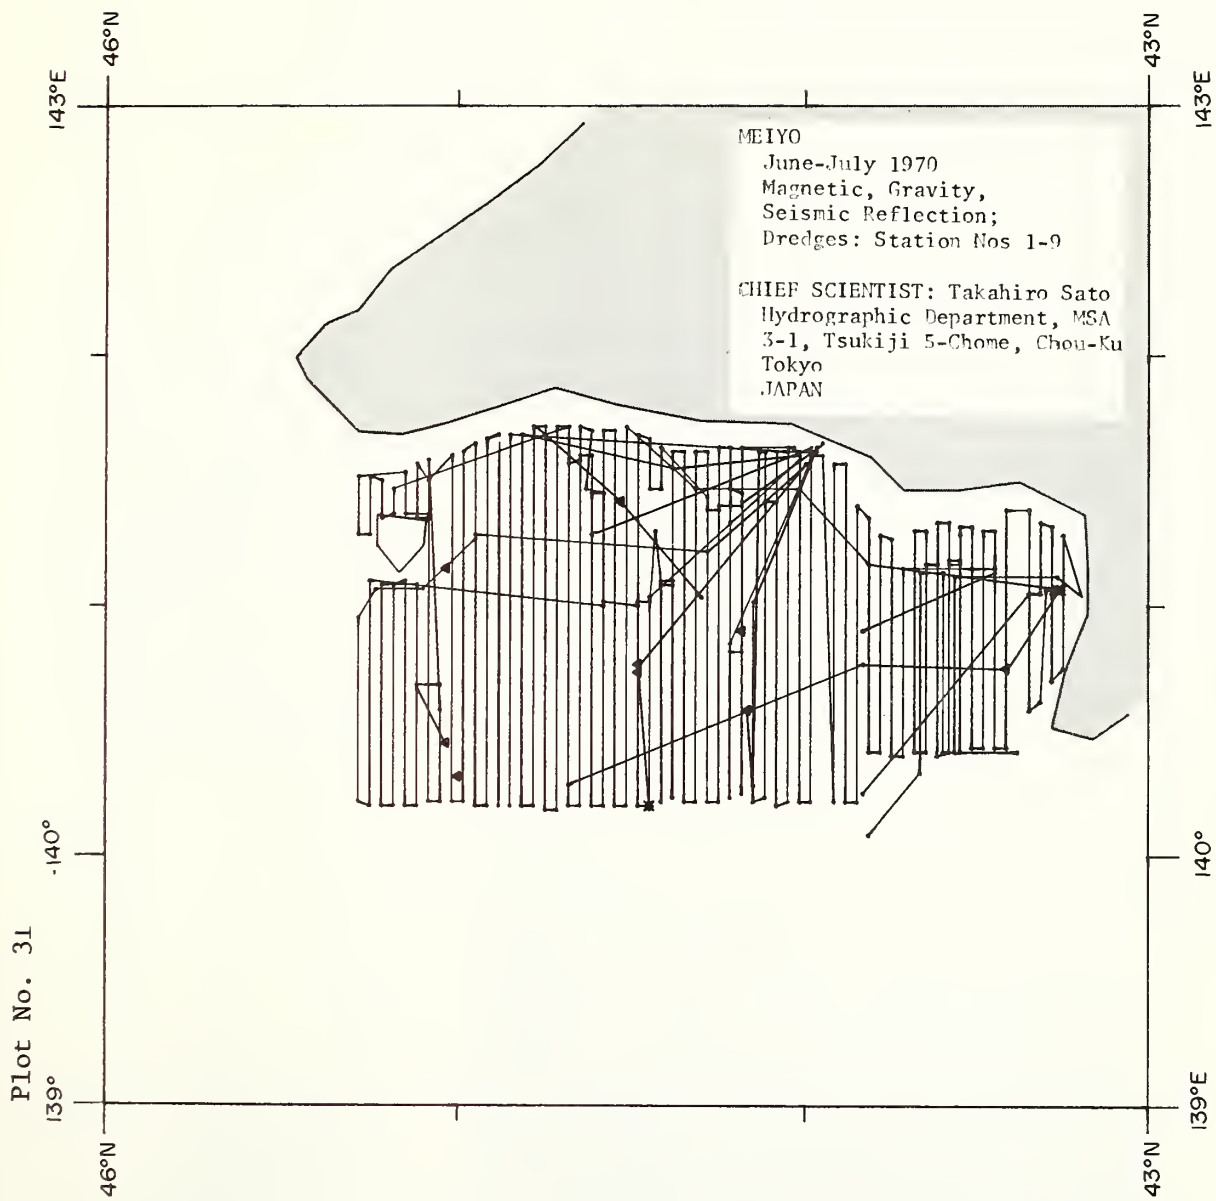 Plot No. 31
46°N
43°N
143°E
143°E
MEIYO
June-July 1970
Magnetic, Gravity,
Seismic Reflection;
Dredges: Station Nos 1-9
CHIEF SCIENTIST: Takahiro Sato
Hydrographic Department, MSA
3-1, Tsukiji 5-Chome, Chou-Ku
Tokyo
JAPAN
140°
140°
139°
139°E
46°N
43°N